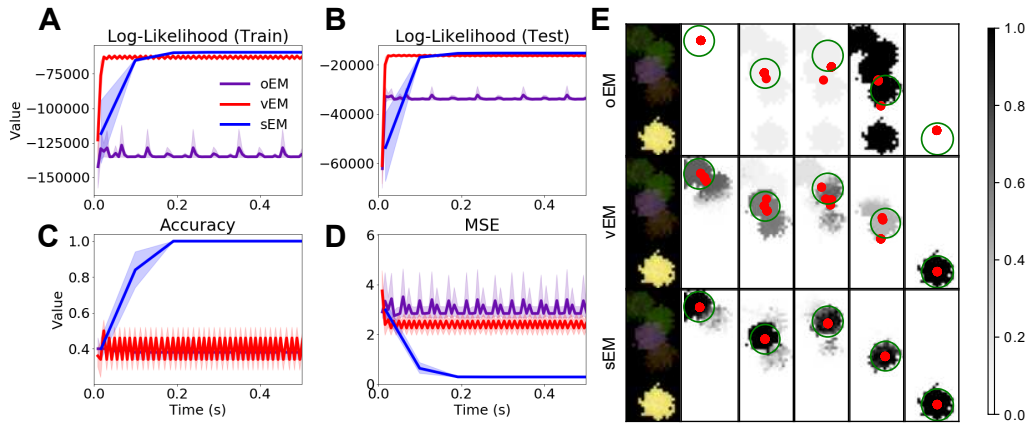 A
Log-Likelihood (Train)
Value
−75000
−100000
−125000
−150000
oEM
vEM
sEM
0.0
0.2
0.4
B
Log-Likelihood (Test)
−20000
−40000
−60000
0.0
0.2
0.4
C
Accuracy
Value
1.0
0.8
0.6
0.4
0.0
0.2
0.4
Time (s)
D
MSE
6
4
2
0
0.0
0.2
0.4
Time (s)
E
oEM
vEM
sEM
1.0
0.8
0.6
0.4
0.2
0.0